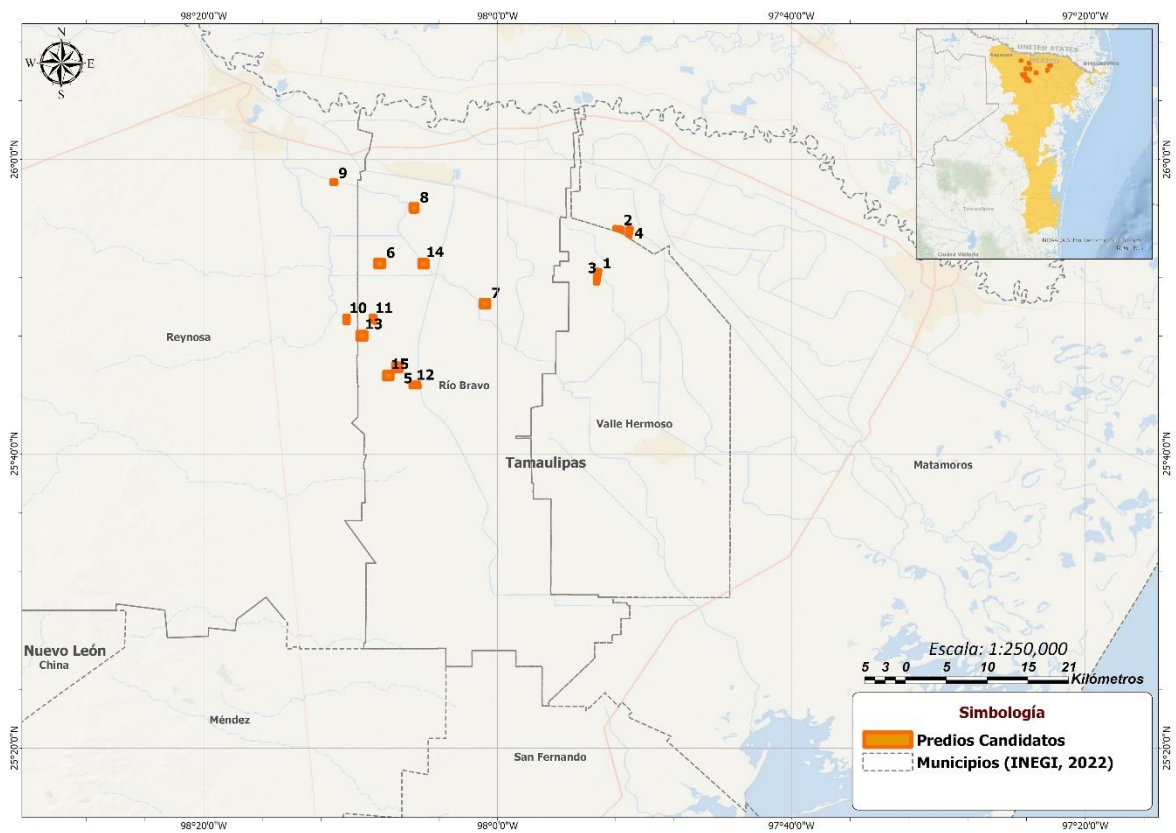 98°20'0"W
98°0'0"W
97°40'0"W
97°20'0"W
N
W
E
S
UNITED STATES
MÉXICO
Tamaulipas
Ciudad Victoria
26°0'0"N
26°0'0"N
9
8
2
4
6
14
3
1
7
10
11
13
Reynosa
15
5
12
Río Bravo
Valle Hermoso
25°40'0"N
25°40'0"N
Tamaulipas
Matamoros
Nuevo León
China
Escala: 1:250,000
5 3 0 5 10 15 21
Kilómetros
Méndez
Simbología
Predios Candidatos
Municipios (INEGI, 2022)
25°20'0"N
25°20'0"N
San Fernando
98°20'0"W
98°0'0"W
97°40'0"W
97°20'0"W